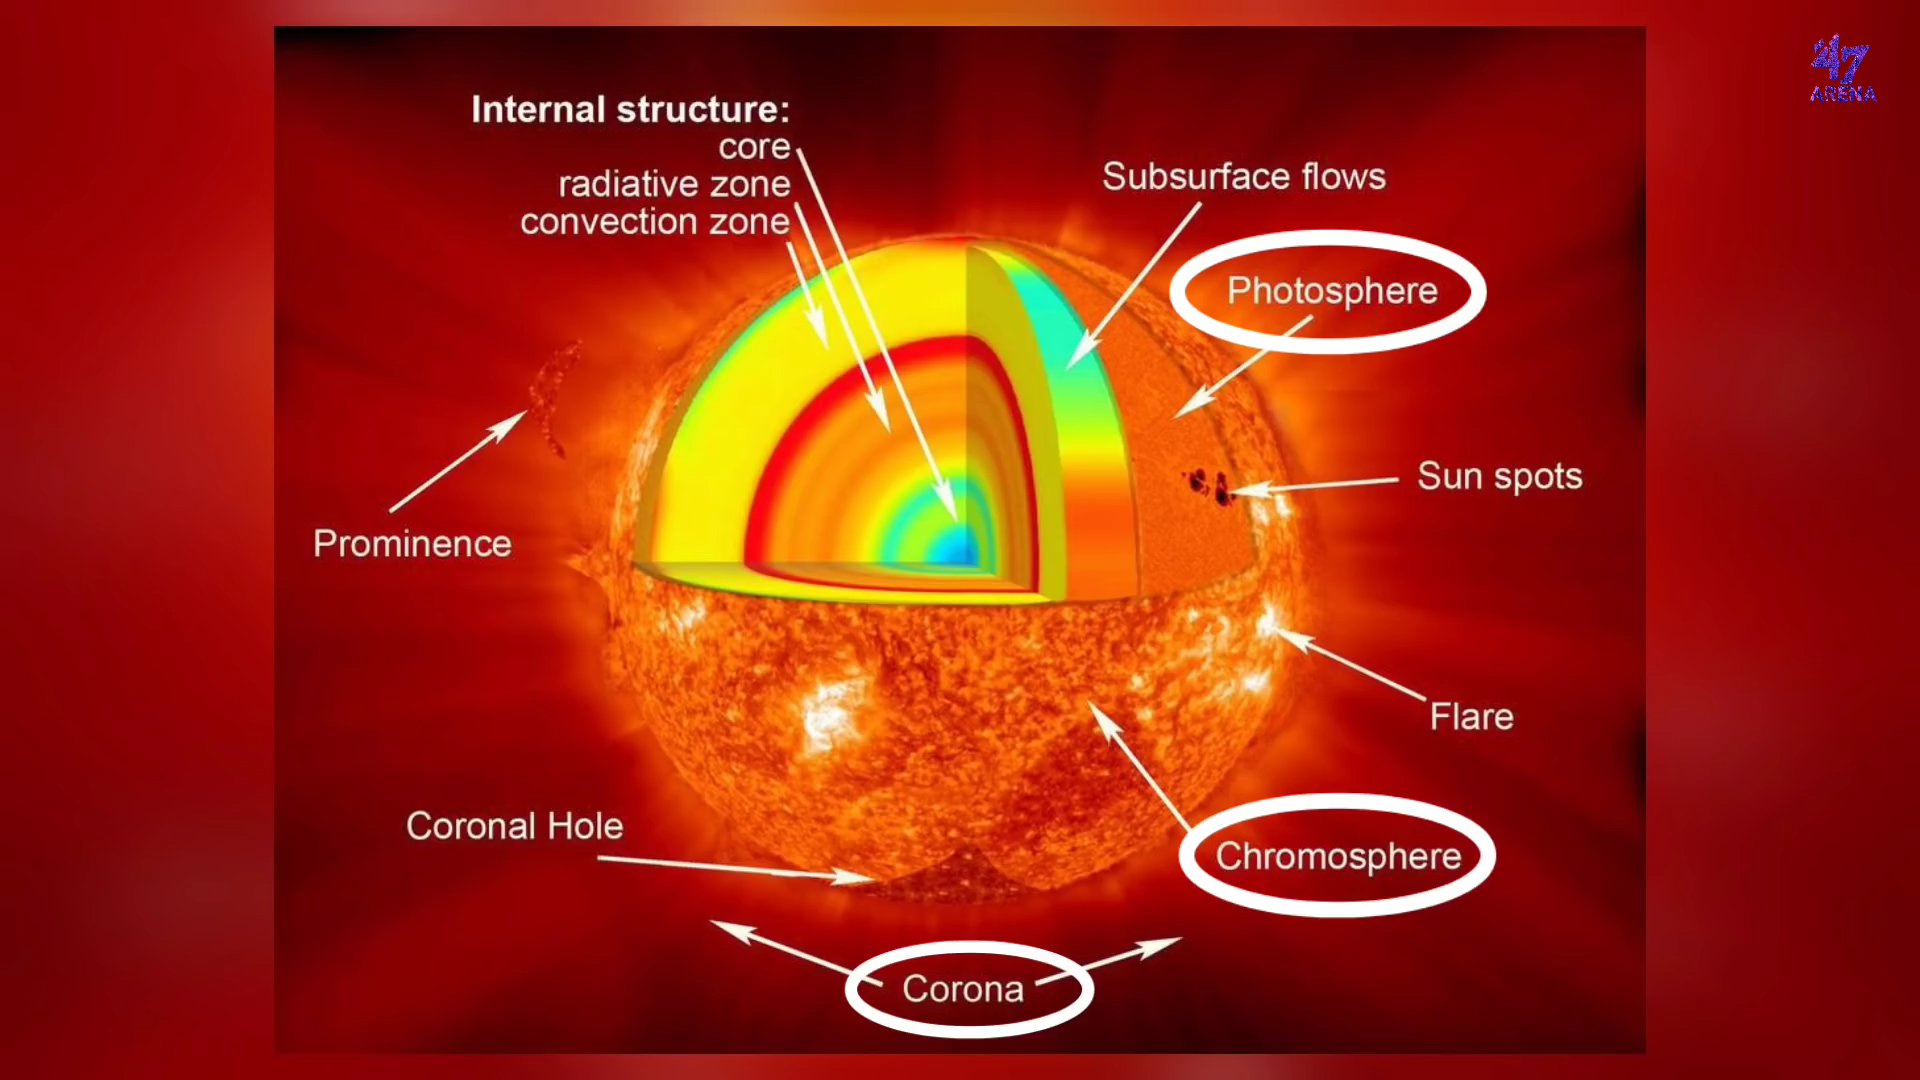 Internal structure:
core
radiative zone
convection zone
Subsurface flows
Photosphere
Sun spots
Prominence
Flare
Coronal Hole
Chromosphere
Corona
47
ARENA